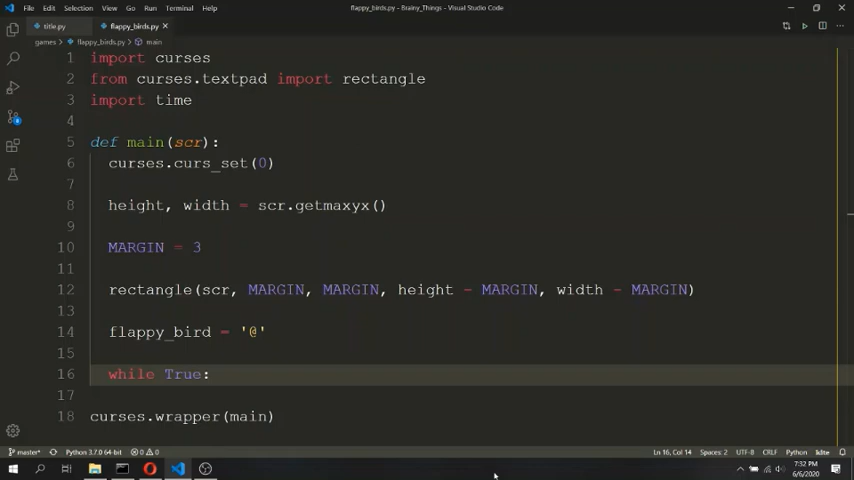 File Edit Selection View Go Run Terminal Help flappy_birds.py - Brainy_Things - Visual Studio Code
title.py flappy_birds.py
games > flappy_birds.py > main
1 import curses
2 from curses.textpad import rectangle
3 import time
4
5 def main(scr):
6 curses.curs_set(0)
7
8 height, width = scr.getmaxyx()
9
10 MARGIN = 3
11
12 rectangle(scr, MARGIN, MARGIN, height - MARGIN, width - MARGIN)
13
14 flappy_bird = '@'
15
16 while True:
17
18 curses.wrapper(main)
master* Python 3.7.0 64-bit 0 0 Ln 16, Col 14 Spaces: 2 UTF-8 CRLF Python kite
7:32 PM
6/6/2020